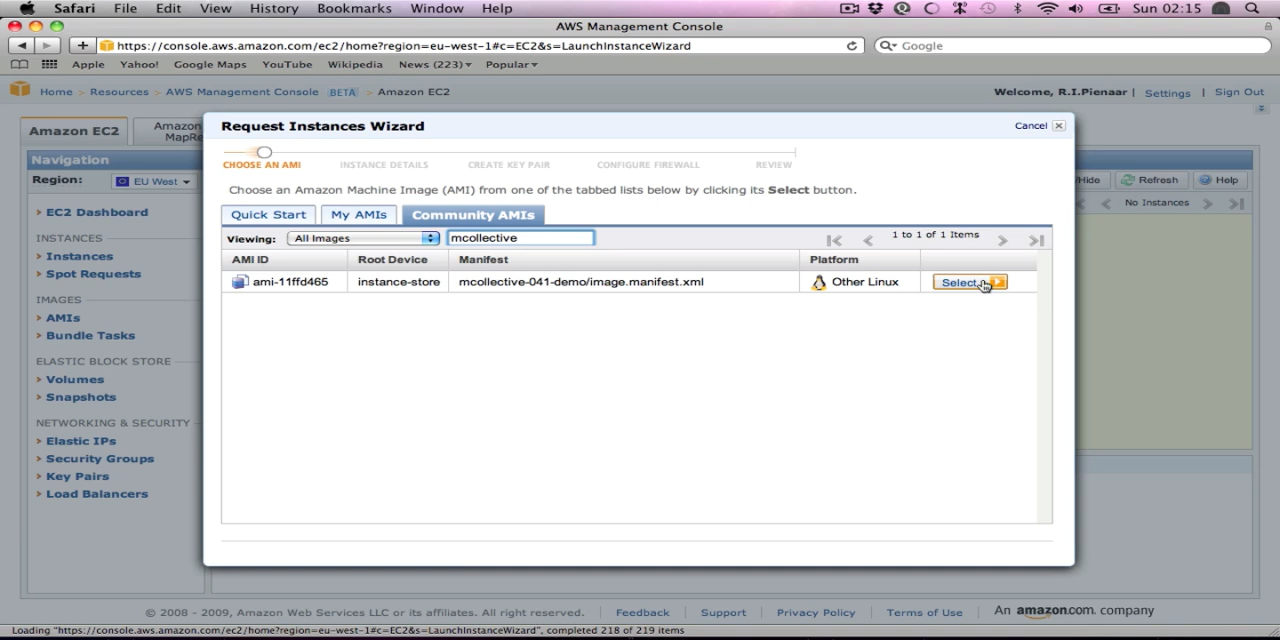 Safari File Edit View History Bookmarks Window Help Sun 02:15
AWS Management Console
https://console.aws.amazon.com/ec2/home?region=eu-west-1#c=EC2&s=LaunchInstanceWizard Google
Apple Yahoo! Google Maps YouTube Wikipedia News (223)▾ Popular▾
Home > Resources > AWS Management Console BETA > Amazon EC2 Welcome, R.I.Pienaar | Settings | Sign Out
Amazon EC2
Amazon
MapRe
Navigation
Region: EU West
EC2 Dashboard
INSTANCES
Instances
Spot Requests
IMAGES
AMIs
Bundle Tasks
ELASTIC BLOCK STORE
Volumes
Snapshots
NETWORKING & SECURITY
Elastic IPs
Security Groups
Key Pairs
Load Balancers
Request Instances Wizard Cancel
CHOOSE AN AMI INSTANCE DETAILS CREATE KEY PAIR CONFIGURE FIREWALL REVIEW
Choose an Amazon Machine Image (AMI) from one of the tabbed lists below by clicking its Select button.
Quick Start My AMIs Community AMIs
Viewing: All Images mcollective 1 to 1 of 1 Items
AMI ID Root Device Manifest Platform
ami-11ffd465 instance-store mcollective-041-demo/image.manifest.xml Other Linux Select
/Hide Refresh Help
No Instances
© 2008 - 2009, Amazon Web Services LLC or its affiliates. All right reserved. | Feedback | Support | Privacy Policy | Terms of Use An amazon.com. company
Loading "https://console.aws.amazon.com/ec2/home?region=eu-west-1#c=EC2&s=LaunchInstanceWizard", completed 218 of 219 items